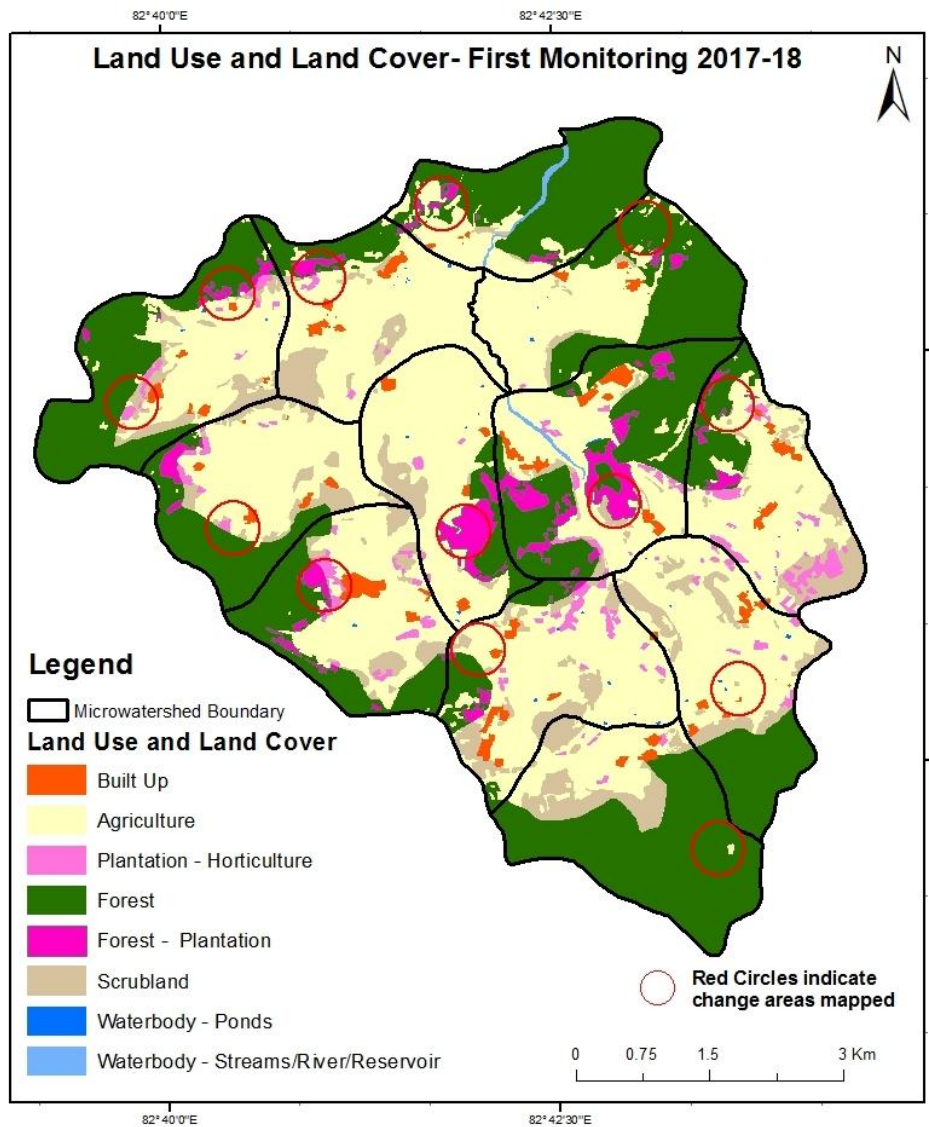 82° 40'0"E
82° 42'30"E
Land Use and Land Cover- First Monitoring 2017-18
N
Legend
Microwatershed Boundary
Land Use and Land Cover
Built Up
Agriculture
Plantation - Horticulture
Forest
Forest - Plantation
Scrubland
Waterbody - Ponds
Waterbody - Streams/River/Reservoir
Red Circles indicate
change areas mapped
0 0.75 1.5 3 Km
82° 40'0"E
82° 42'30"E